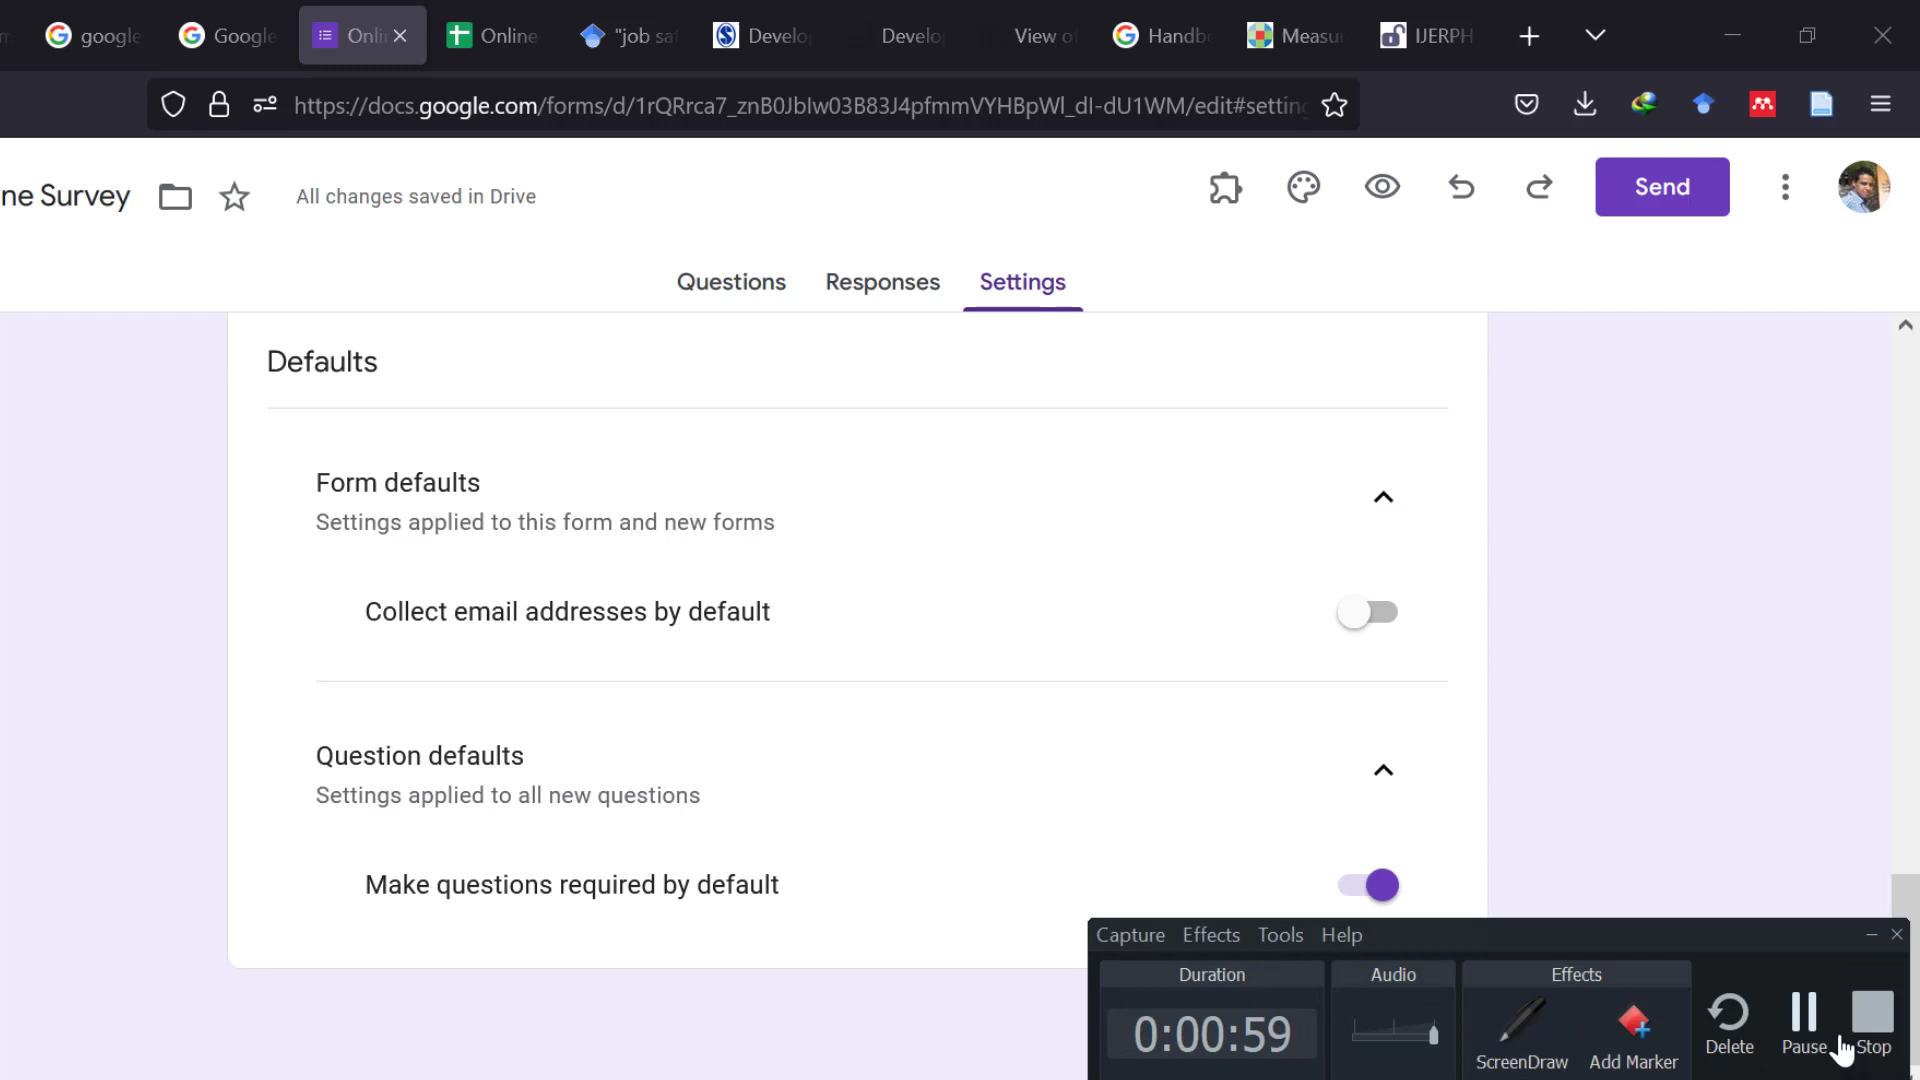 google
Google
Onli
Online
"job sa
Develo
Develo
View o
Handb
Measu
IJERPH
https://docs.google.com/forms/d/1rQRrca7_znB0JbIw03B83J4pfmmVYHBpWl_dI-dU1WM/edit#setting
ne Survey
All changes saved in Drive
Send
Questions
Responses
Settings
Defaults
Form defaults
Settings applied to this form and new forms
Collect email addresses by default
Question defaults
Settings applied to all new questions
Make questions required by default
Capture Effects Tools Help
Duration
Audio
Effects
0:00:59
ScreenDraw
Add Marker
Delete
Pause
Stop